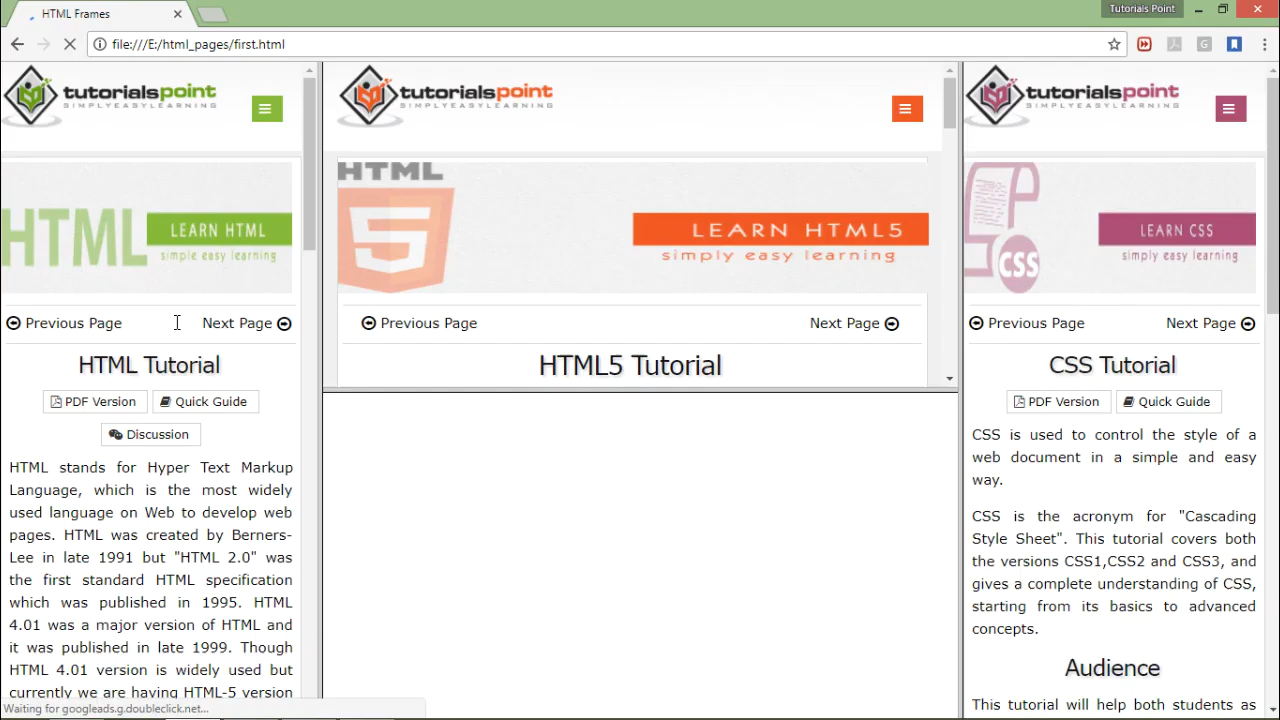 HTML Frames
Tutorials Point
file:///E:/html_pages/first.html
tutorialspoint
SIMPLYEASYLEARNING
HTML
LEARN HTML
simple easy learning
Previous Page
Next Page
HTML Tutorial
PDF Version
Quick Guide
Discussion
HTML stands for Hyper Text Markup
Language, which is the most widely
used language on Web to develop web
pages. HTML was created by Berners-
Lee in late 1991 but "HTML 2.0" was
the first standard HTML specification
which was published in 1995. HTML
4.01 was a major version of HTML and
it was published in late 1999. Though
HTML 4.01 version is widely used but
currently we are having HTML-5 version
Waiting for googleads.g.doubleclick.net...
tutorialspoint
SIMPLYEASYLEARNING
HTML
5
LEARN HTML5
simply easy learning
Previous Page
Next Page
HTML5 Tutorial
tutorialspoint
SIMPLYEASYLEARNING
CSS
LEARN CSS
simply easy learning
Previous Page
Next Page
CSS Tutorial
PDF Version
Quick Guide
CSS is used to control the style of a
web document in a simple and easy
way.
CSS is the acronym for "Cascading
Style Sheet". This tutorial covers both
the versions CSS1,CSS2 and CSS3, and
gives a complete understanding of CSS,
starting from its basics to advanced
concepts.
Audience
This tutorial will help both students as